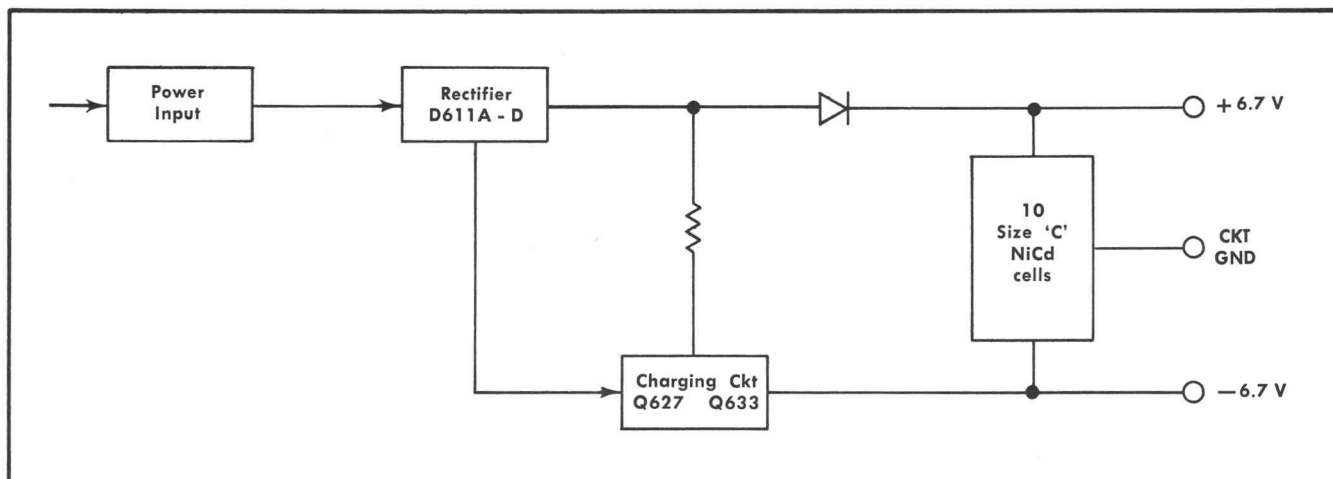 Power
Input
Rectifier
D611A - D
+ 6.7 V
10
Size ‘C’
NiCd
cells
CKT
GND
Charging Ckt
Q627 Q633
— 6.7 V